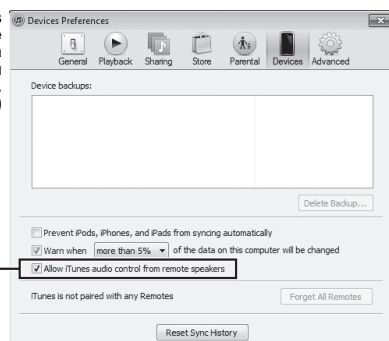 Devices Preferences
General Playback Sharing Store Parental Devices Advanced
Device backups:
Delete Backup...
Prevent iPods, iPhones, and iPads from syncing automatically
Warn when more than 5% of the data on this computer will be changed
Allow iTunes audio control from remote speakers
iTunes is not paired with any Remotes
Forget All Remotes
Reset Sync History